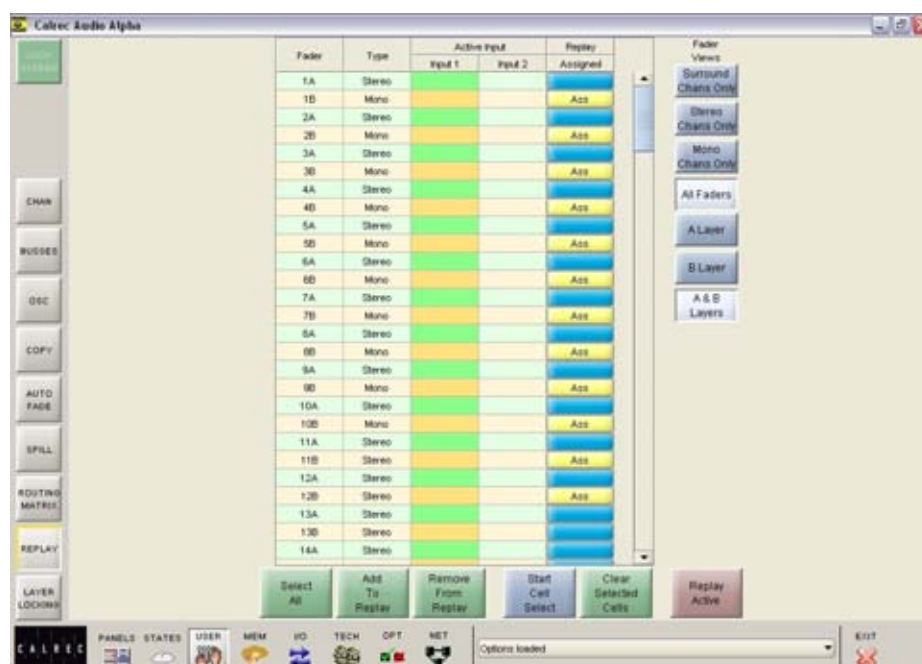 Calrec Audio Alpha
Fader Type Active Input Replay
Input 1 Input 2 Assigned
1A Stereo
1B Mono Ass
2A Stereo
2B Mono Ass
3A Stereo
3B Mono Ass
4A Stereo
4B Mono Ass
5A Stereo
5B Mono Ass
6A Stereo
6B Mono Ass
7A Stereo
7B Mono Ass
8A Stereo
8B Mono Ass
9A Stereo
9B Mono Ass
10A Stereo
10B Mono Ass
11A Stereo
11B Stereo Ass
12A Stereo
12B Stereo Ass
13A Stereo
13B Stereo
14A Stereo
Fader
Views
Surround
Chans Only
Stereo
Chans Only
Mono
Chans Only
All Faders
A Layer
B Layer
A & B
Layers
CHAN
BUSSES
OSC
COPY
AUTO
FADE
SPILL
ROUTING
MATRIX
REPLAY
LAYER
LOCKING
Select
All
Add
To
Replay
Remove
From
Replay
Start
Cell
Select
Clear
Selected
Cells
Replay
Active
CALREC
PANELS STATES USER MEM I/O TECH OPT NET
Options loaded
EXIT